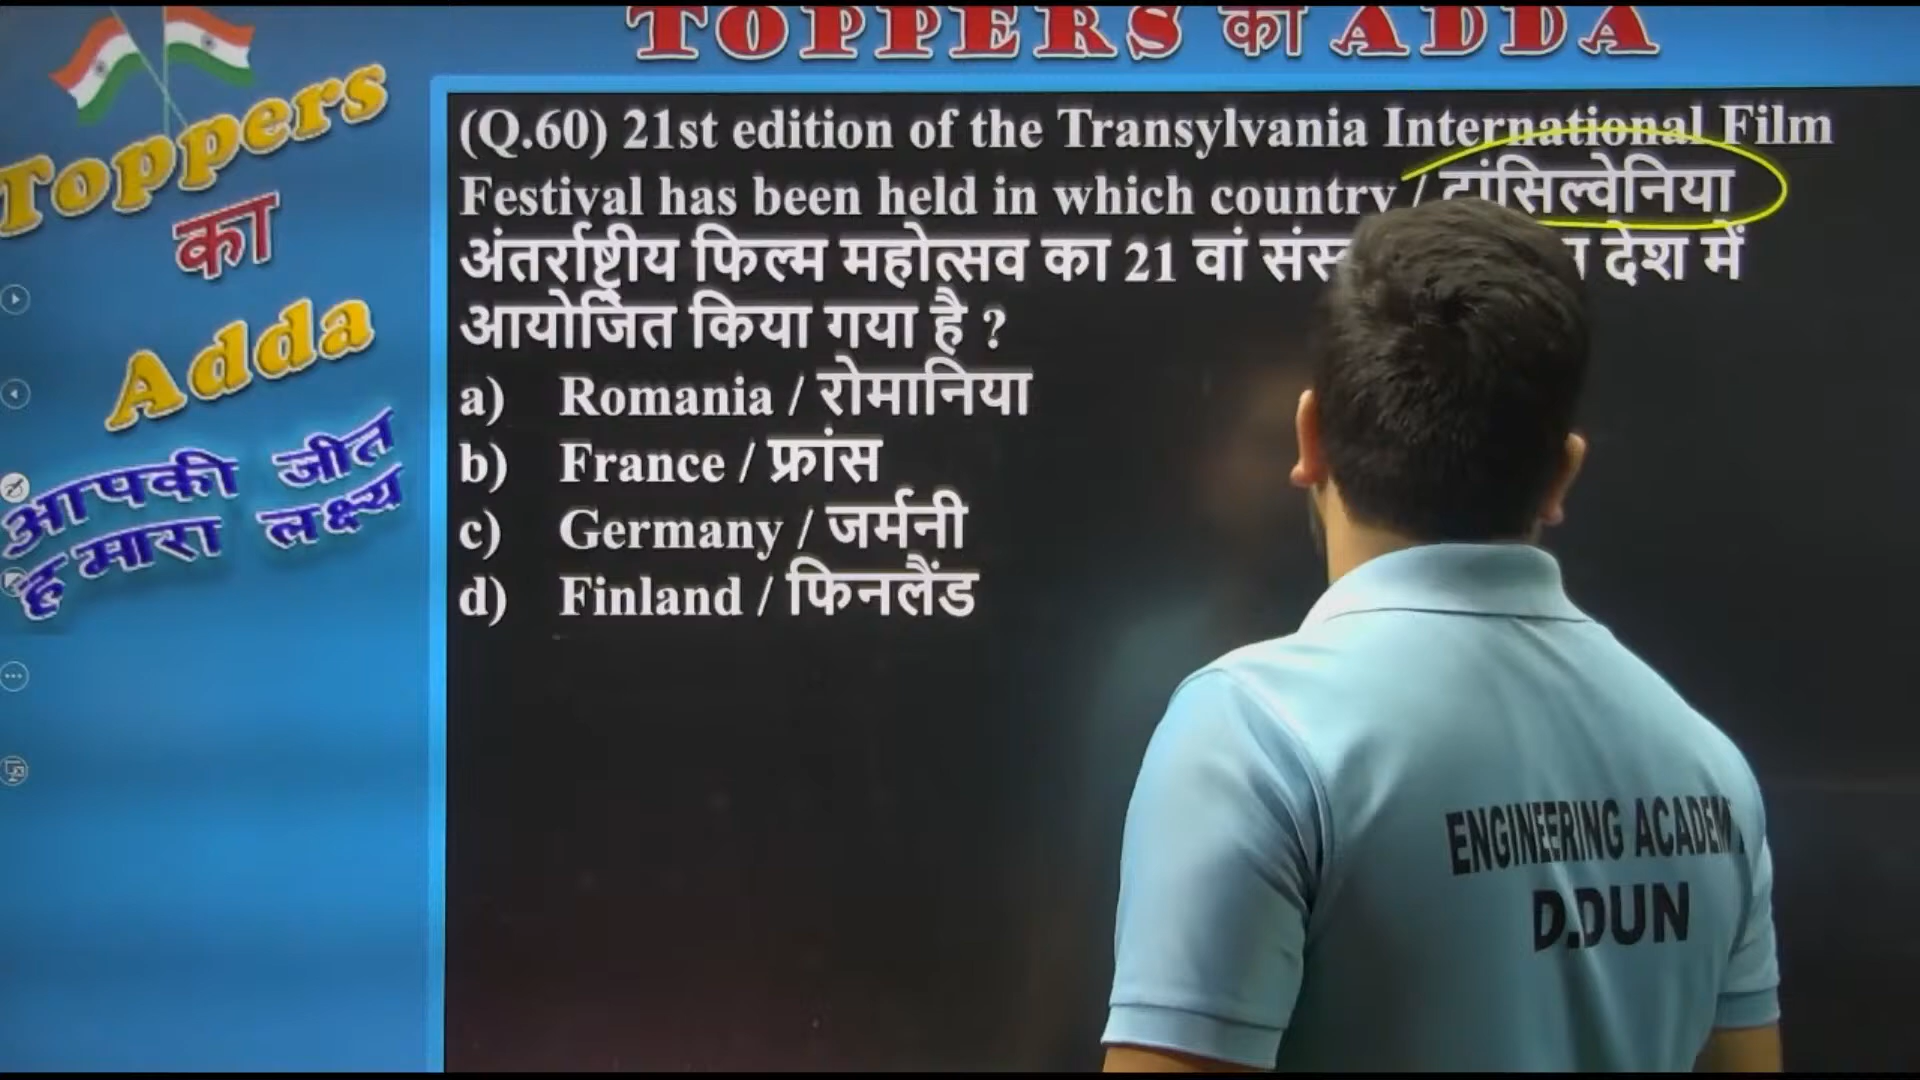 TOPPERS का ADDA
Toppers
का
Adda
आपकी जीत
हमारा लक्ष्य
(Q.60) 21st edition of the Transylvania International Film
Festival has been held in which country / ट्रांसिल्वेनिया
अंतर्राष्ट्रीय फिल्म महोत्सव का 21 वां देश में
आयोजित किया गया है ?
a) Romania / रोमानिया
b) France / फ्रांस
c) Germany / जर्मनी
d) Finland / फिनलैंड
ENGINEERING ACADEM
D.DUN